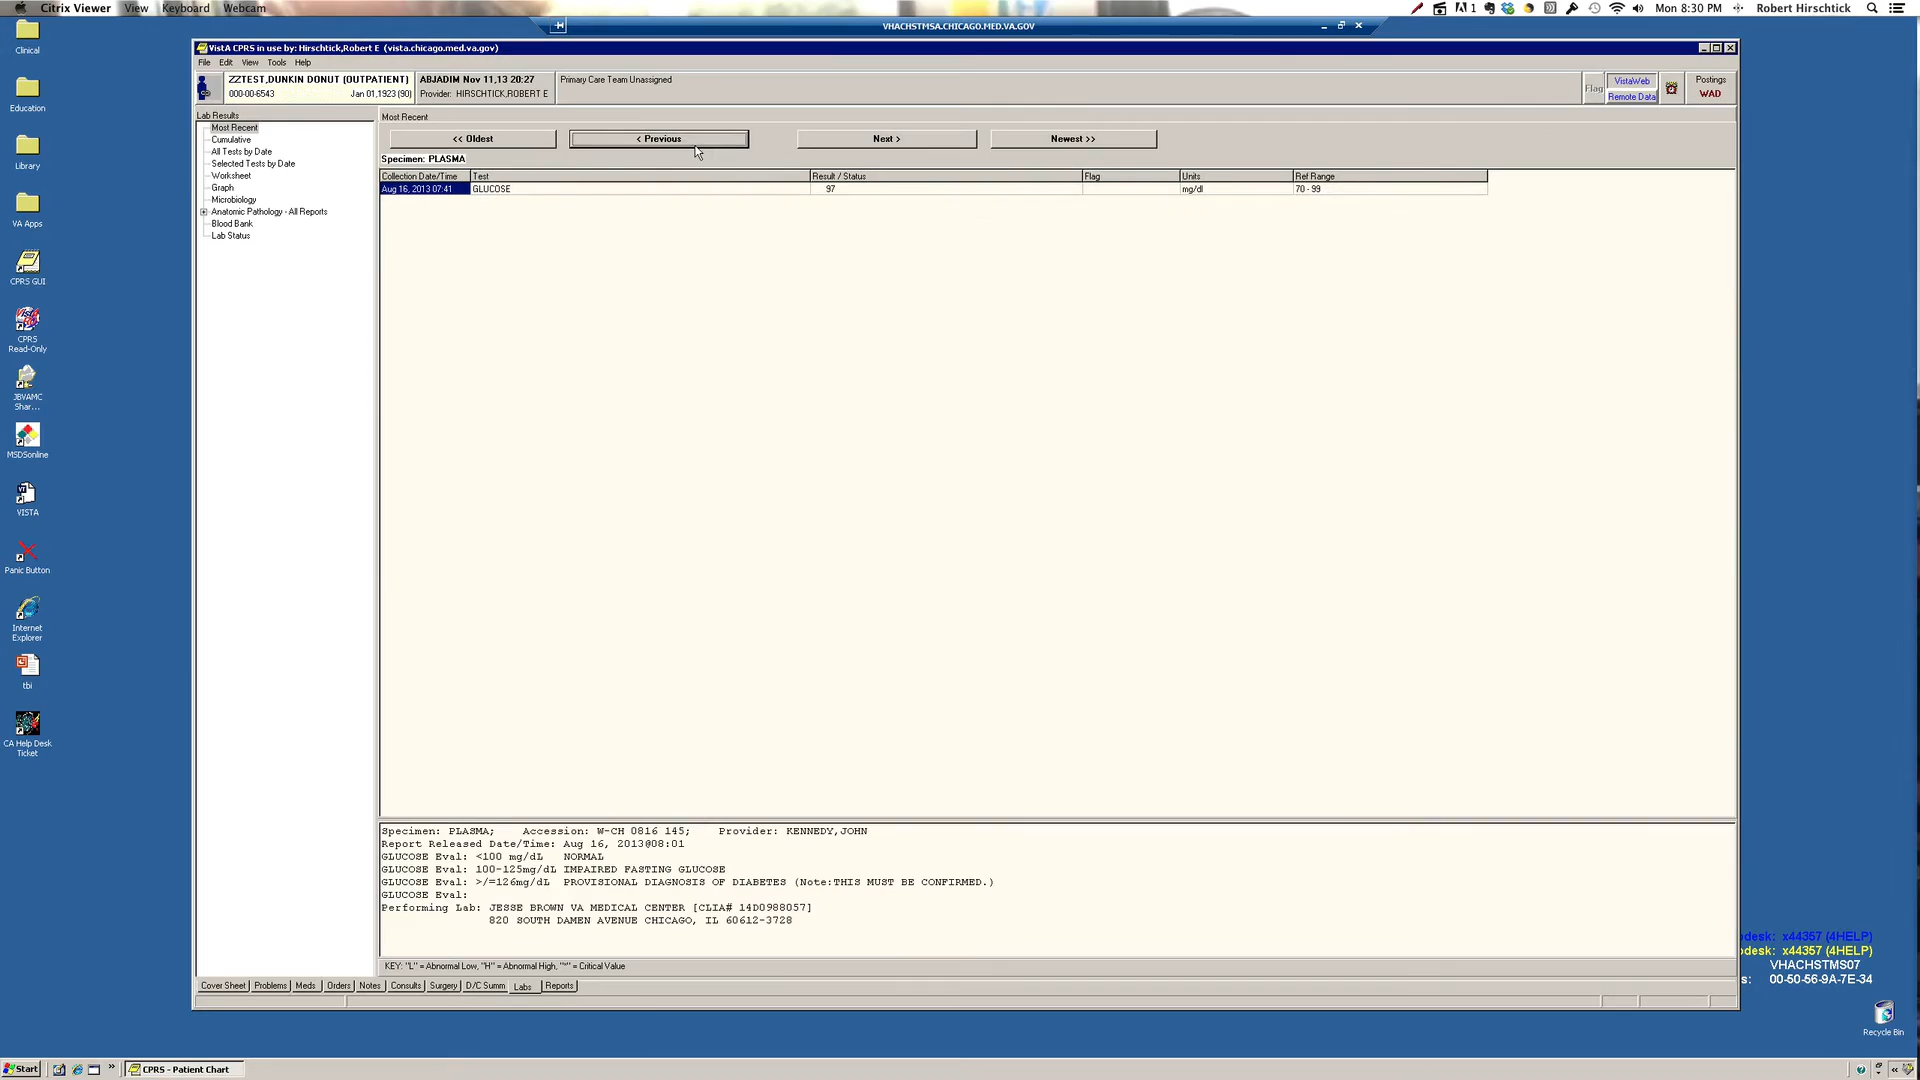 Citrix Viewer View Keyboard Webcam
1 Mon 8:30 PM Robert Hirschtick
VHACHSTMSA.CHICAGO.MED.VA.GOV
VistA CPRS in use by: Hirschtick,Robert E (vista.chicago.med.va.gov)
File Edit View Tools Help
ZZTEST,DUNKIN DONUT (OUTPATIENT)
000-00-6543 Jan 01,1923 (90)
ABJADIM Nov 11,13 20:27
Provider: HIRSCHTICK,ROBERT E
Primary Care Team Unassigned
Flag
VistaWeb
Remote Data
Postings
WAD
Lab Results
Most Recent
Cumulative
All Tests by Date
Selected Tests by Date
Worksheet
Graph
Microbiology
Anatomic Pathology - All Reports
Blood Bank
Lab Status
Most Recent
<< Oldest < Previous Next > Newest >>
Specimen: PLASMA
Collection Date/Time Test Result / Status Flag Units Ref Range
Aug 16, 2013 07:41 GLUCOSE 97 mg/dl 70 - 99
Specimen: PLASMA; Accession: W-CH 0816 145; Provider: KENNEDY,JOHN
Report Released Date/Time: Aug 16, 2013@08:01
GLUCOSE Eval: <100 mg/dL NORMAL
GLUCOSE Eval: 100-125mg/dL IMPAIRED FASTING GLUCOSE
GLUCOSE Eval: >/=126mg/dL PROVISIONAL DIAGNOSIS OF DIABETES (Note:THIS MUST BE CONFIRMED.)
GLUCOSE Eval:
Performing Lab: JESSE BROWN VA MEDICAL CENTER [CLIA# 14D0988057]
820 SOUTH DAMEN AVENUE CHICAGO, IL 60612-3728
KEY: "L" = Abnormal Low, "H" = Abnormal High, "*" = Critical Value
Cover Sheet Problems Meds Orders Notes Consults Surgery D/C Summ Labs Reports
Clinical
Education
Library
VA Apps
CPRS GUI
CPRS
Read-Only
JBVAMC
Shar...
MSDSonline
VISTA
Panic Button
Internet
Explorer
tbi
CA Help Desk
Ticket
desk: x44357 (4HELP)
desk: x44357 (4HELP)
VHACHSTMS07
s: 00-50-56-9A-7E-34
Recycle Bin
Start CPRS - Patient Chart